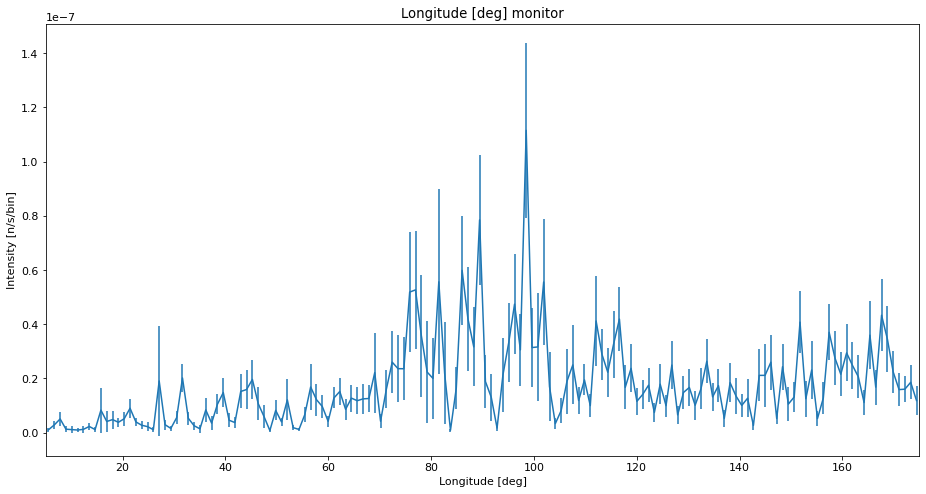 Longitude [deg] monitor
1e−7
1.4
1.2
1.0
0.8
0.6
0.4
0.2
0.0
Intensity [n/s/bin]
20 40 60 80 100 120 140 160
Longitude [deg]